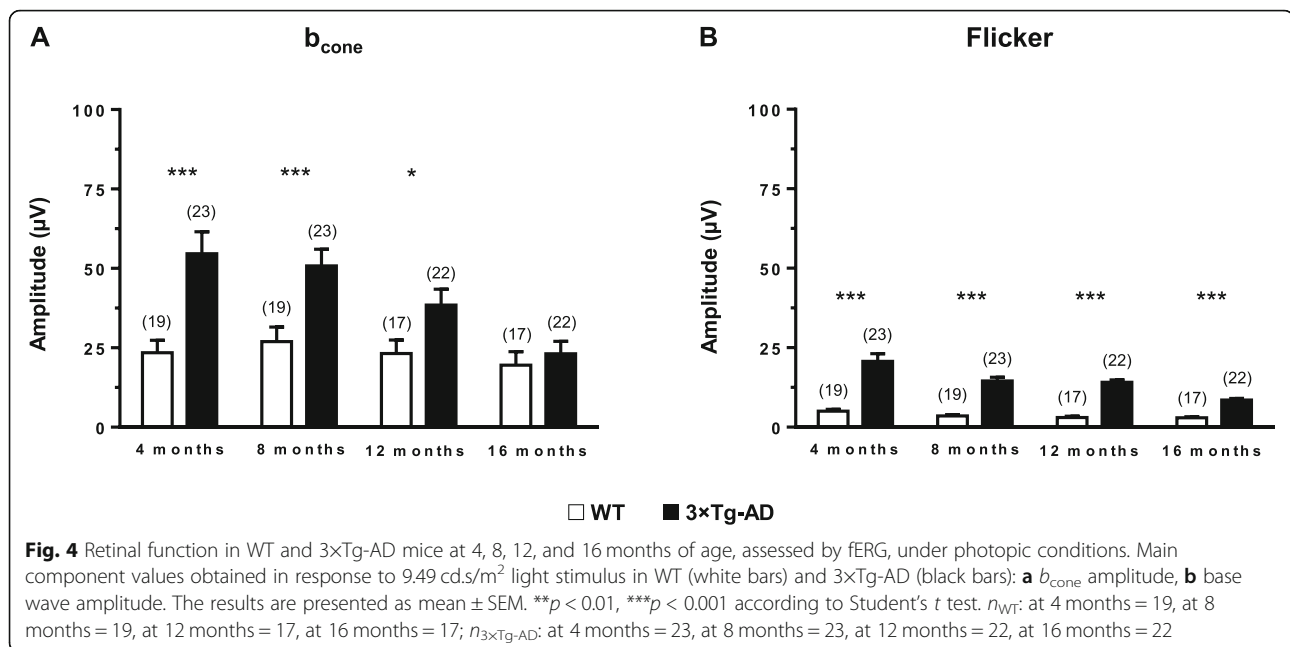 A
b_cone
Amplitude (µV)
100
75
50
25
0
***
***
*
(19)
(23)
(19)
(23)
(17)
(22)
(17)
(22)
4 months
8 months
12 months
16 months
B
Flicker
Amplitude (µV)
100
75
50
25
0
***
***
***
***
(19)
(23)
(19)
(23)
(17)
(22)
(17)
(22)
4 months
8 months
12 months
16 months
WT
3×Tg-AD
Fig. 4 Retinal function in WT and 3×Tg-AD mice at 4, 8, 12, and 16 months of age, assessed by fERG, under photopic conditions. Main
component values obtained in response to 9.49 cd.s/m² light stimulus in WT (white bars) and 3×Tg-AD (black bars): a b_cone amplitude, b base
wave amplitude. The results are presented as mean ± SEM. **p < 0.01, ***p < 0.001 according to Student's t test. n_WT: at 4 months = 19, at 8
months = 19, at 12 months = 17, at 16 months = 17; n_3×Tg-AD: at 4 months = 23, at 8 months = 23, at 12 months = 22, at 16 months = 22